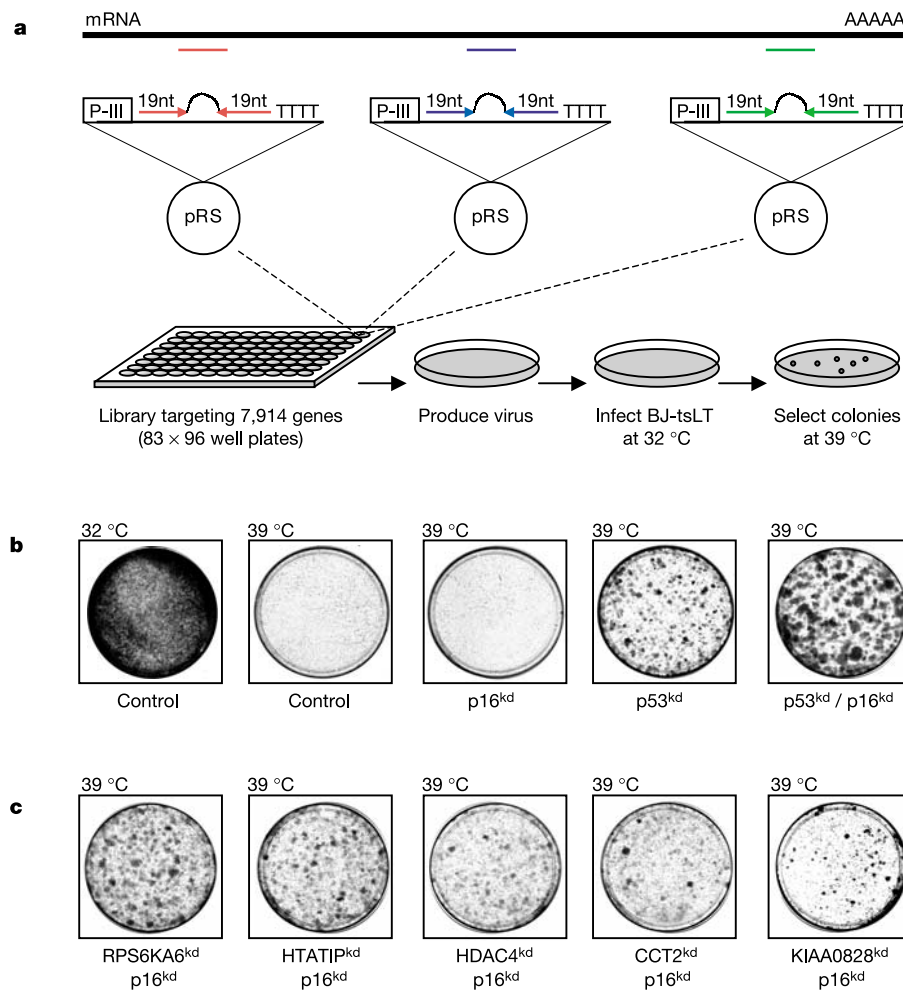 a
mRNA AAAAA
19nt 19nt 19nt 19nt 19nt 19nt
P-III TTTT P-III TTTT P-III TTTT
pRS pRS pRS
Library targeting 7,914 genes
(83 × 96 well plates)
Produce virus
Infect BJ-tsLT
at 32 °C
Select colonies
at 39 °C
b
32 °C 39 °C 39 °C 39 °C 39 °C
Control Control p16kd p53kd p53kd / p16kd
c
39 °C 39 °C 39 °C 39 °C 39 °C
RPS6KA6kd HTATIPkd HDAC4kd CCT2kd KIAA0828kd
p16kd p16kd p16kd p16kd p16kd